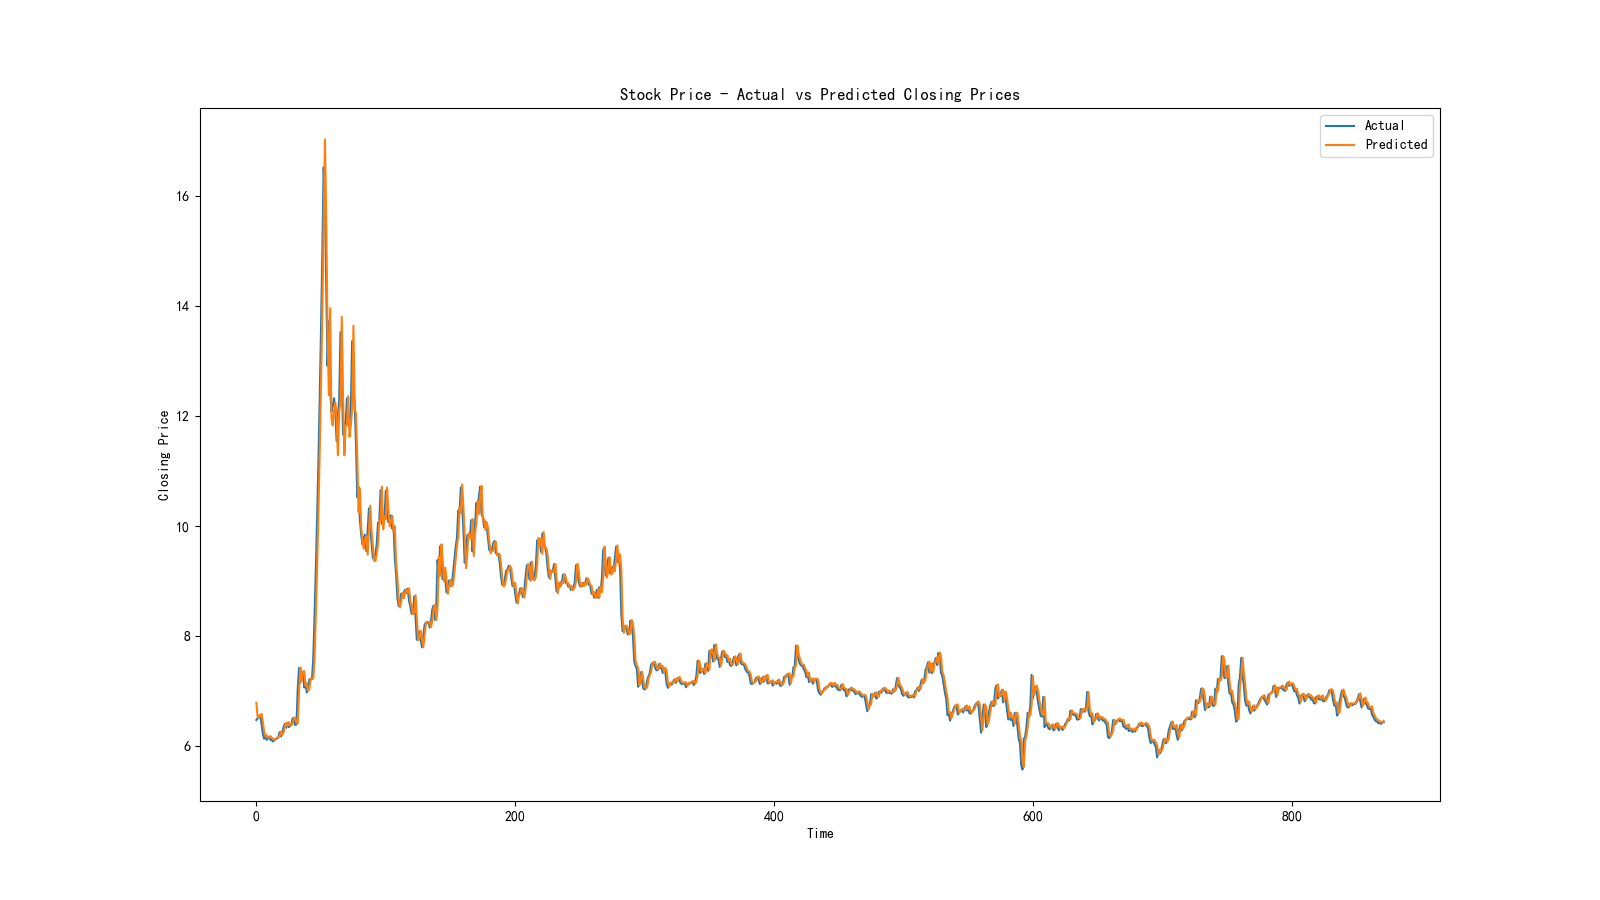 Stock Price - Actual vs Predicted Closing Prices
Actual
Predicted
16
14
12
10
8
6
Closing Price
0
200
400
600
800
Time